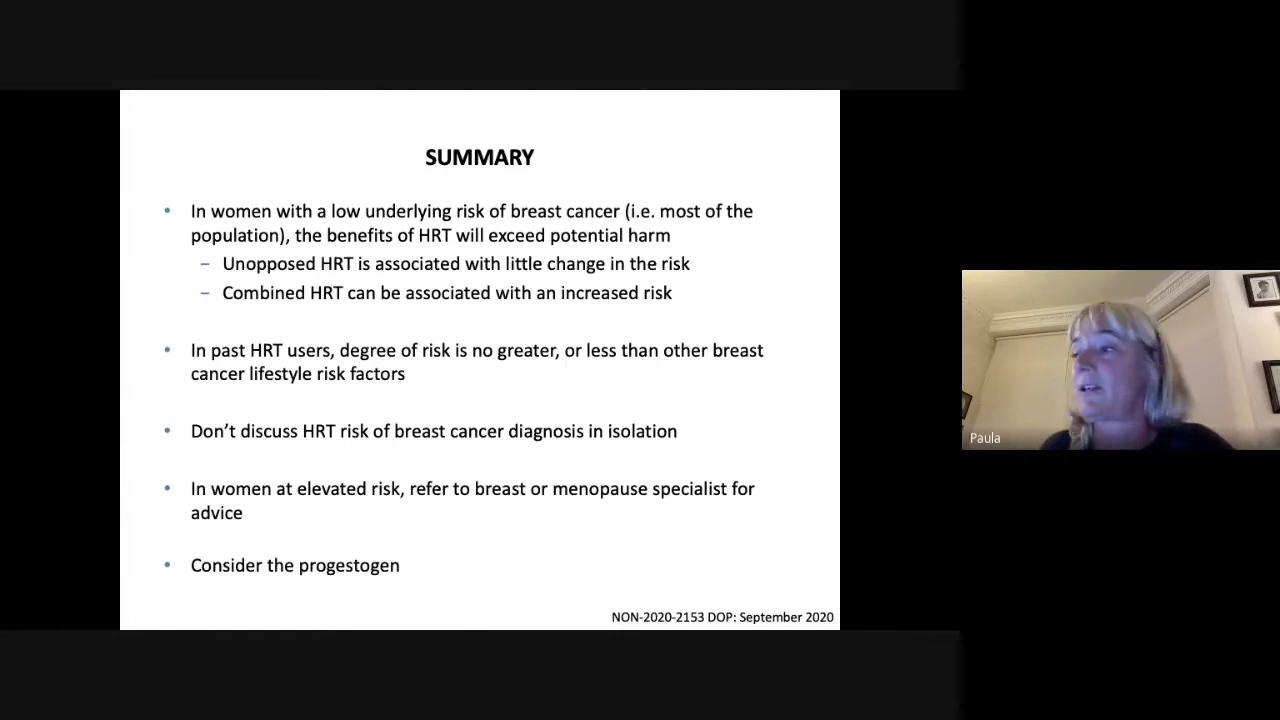 SUMMARY
• In women with a low underlying risk of breast cancer (i.e. most of the
population), the benefits of HRT will exceed potential harm
– Unopposed HRT is associated with little change in the risk
– Combined HRT can be associated with an increased risk
• In past HRT users, degree of risk is no greater, or less than other breast
cancer lifestyle risk factors
• Don’t discuss HRT risk of breast cancer diagnosis in isolation
• In women at elevated risk, refer to breast or menopause specialist for
advice
• Consider the progestogen
NON-2020-2153 DOP: September 2020
Paula